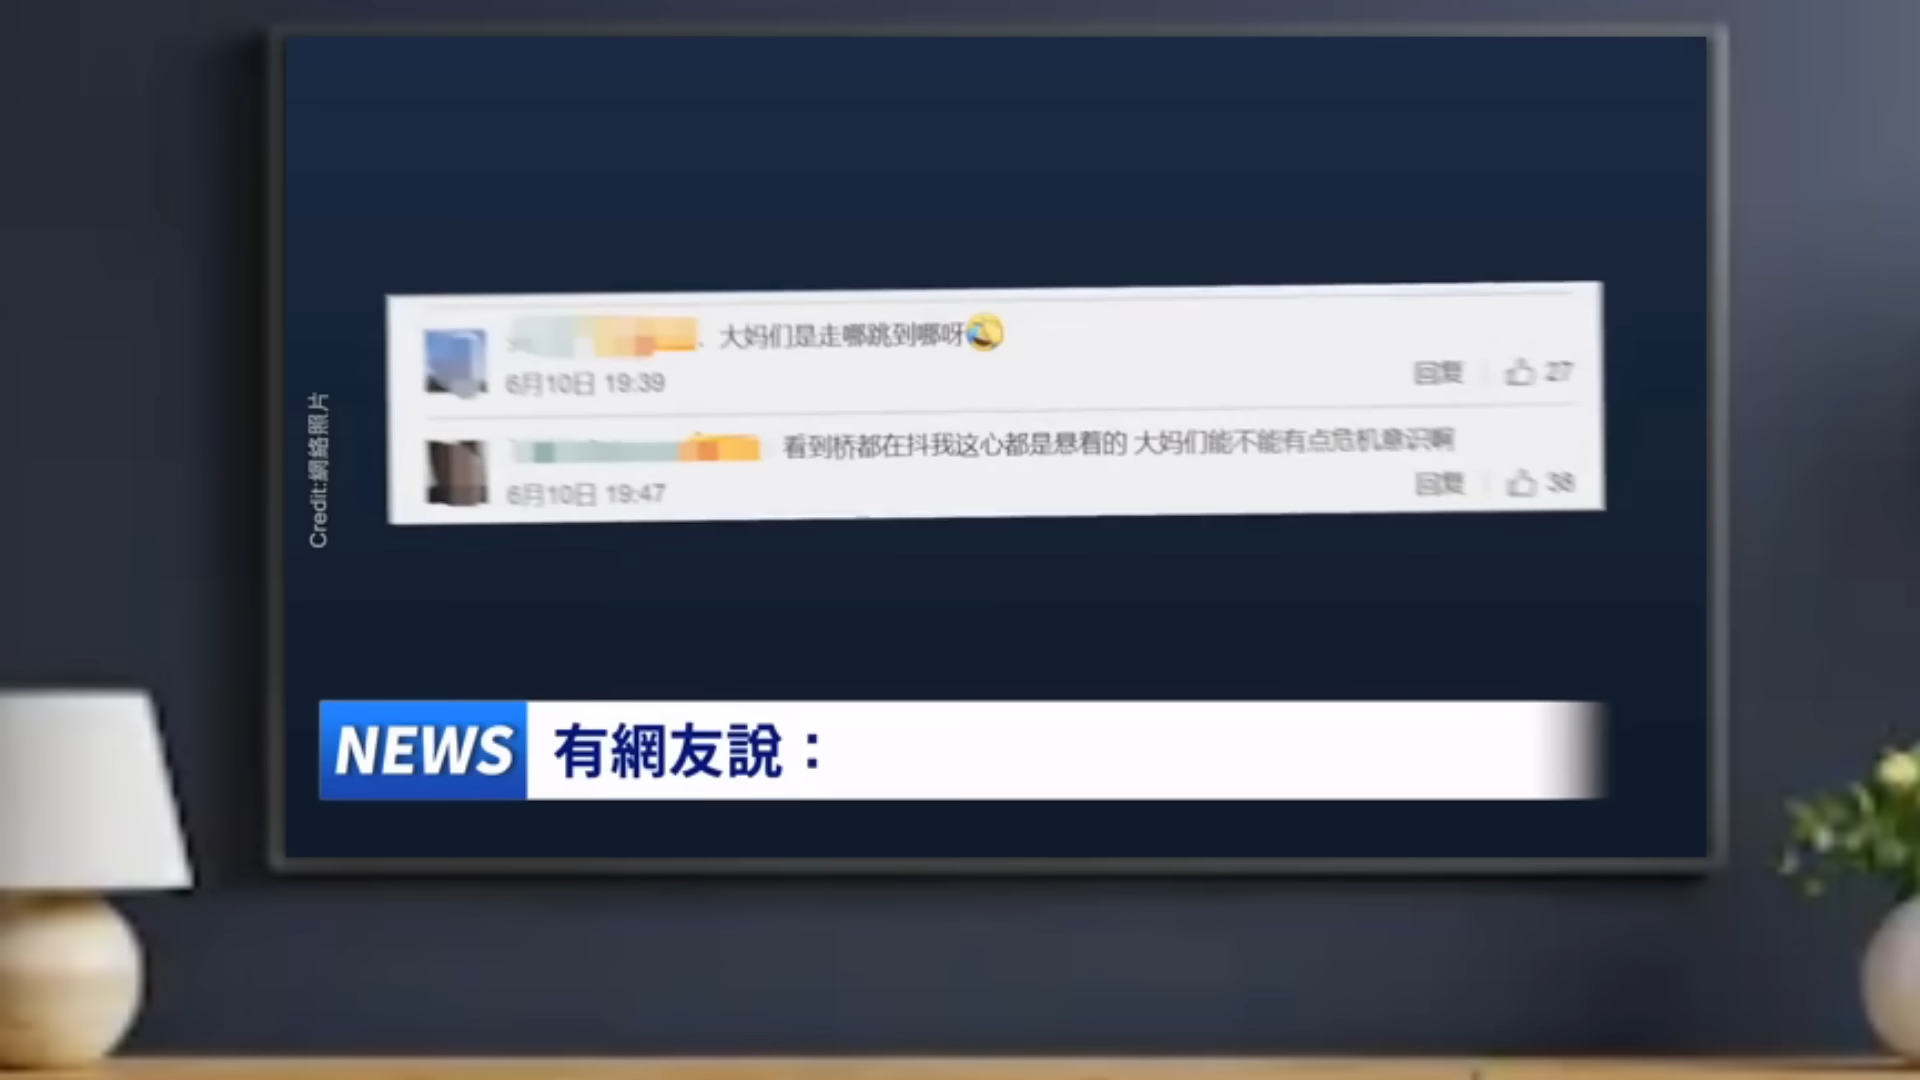 大妈们是走哪跳到哪呀🤣
6月10日 19:39
回复 27
看到桥都在抖我这心都是悬着的 大妈们能不能有点危机意识啊
6月10日 19:47
回复 38
Credit:網絡照片
NEWS 有網友說：